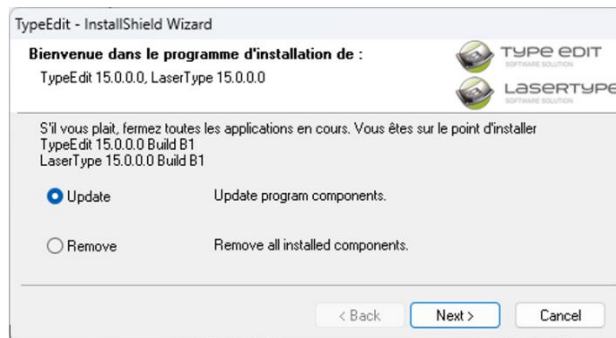 TypeEdit - InstallShield Wizard
Bienvenue dans le programme d'installation de :
TypeEdit 15.0.0.0, LaserType 15.0.0.0
TYPE EDIT
SOFTWARE SOLUTION
LASERTYPE
SOFTWARE SOLUTION
S'il vous plait, fermez toutes les applications en cours. Vous êtes sur le point d'installer
TypeEdit 15.0.0.0 Build B1
LaserType 15.0.0.0 Build B1
Update Update program components.
Remove Remove all installed components.
< Back Next > Cancel